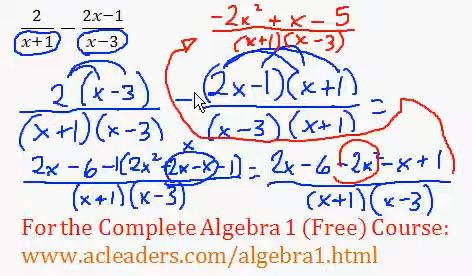 2/(x+1) − (2x−1)/(x−3)
(−2x² + x − 5)/((x+1)(x−3))
2(x−3)/((x+1)(x−3)) − (2x−1)(x+1)/((x−3)(x+1)) =
x
(2x−6−1(2x²+2x−x−1))/((x+1)(x−3)) = (2x−6−2x²−x+1)/((x+1)(x−3))
For the Complete Algebra 1 (Free) Course:
www.acleaders.com/algebra1.html